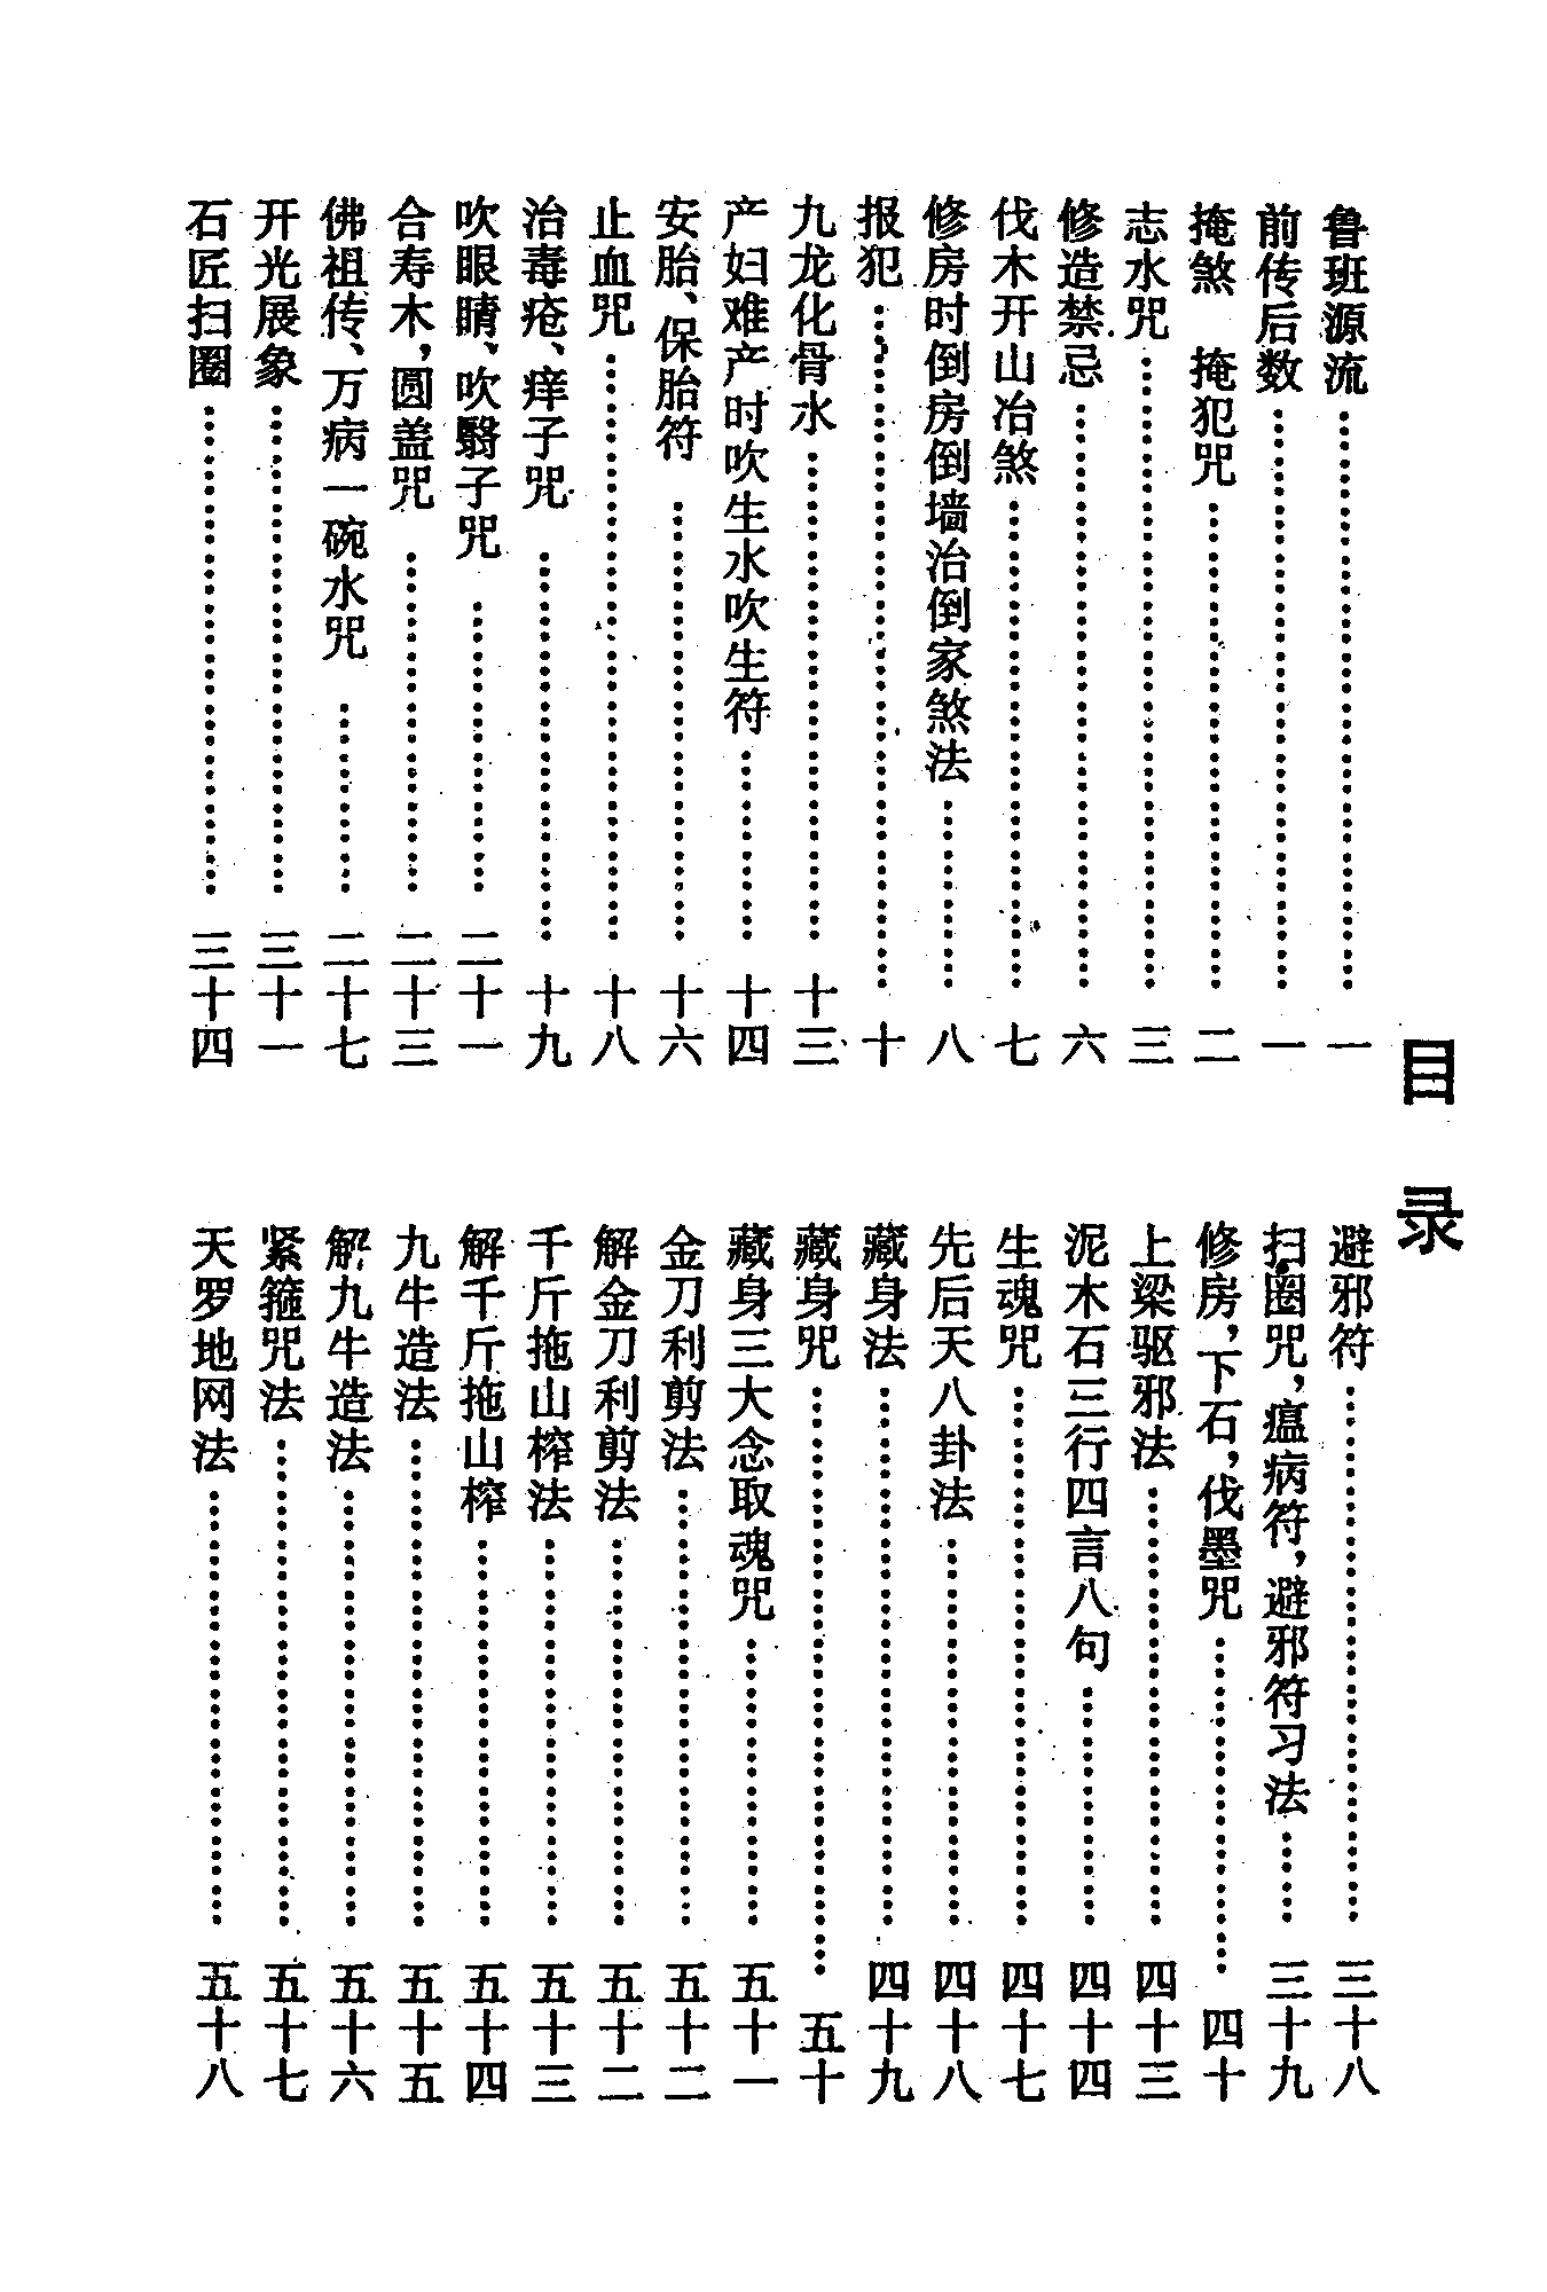 目录
鲁班源流……一
前传后数……一
掩煞 掩犯咒……二
志水咒……三
修造禁忌……六
伐木开山冶煞……七
修房时倒房倒墙治倒家煞法……八
报犯……十
九龙化骨水……十三
产妇难产时吹生水吹生符……十四
安胎、保胎符……十六
止血咒……十八
治毒疮、痒子咒……十九
吹眼睛、吹翳子咒……二十一
合寿木，圆盖咒……二十三
佛祖传、万病一碗水咒……二十七
开光展象……三十一
石匠扫圈……三十四
避邪符……三十八
扫圈咒，瘟病符，避邪符习法……三十九
修房，下石，伐墨咒……四十
上梁驱邪法……四十三
泥木石三行四言八句……四十四
生魂咒……四十七
先后天八卦法……四十八
藏身法……四十九
藏身咒……五十
藏身三大念取魂咒……五十一
金刀利剪法……五十二
解金刀利剪法……五十二
千斤拖山榨法……五十三
解千斤拖山榨……五十四
九牛造法……五十五
解九牛造法……五十六
紧箍咒法……五十七
天罗地网法……五十八